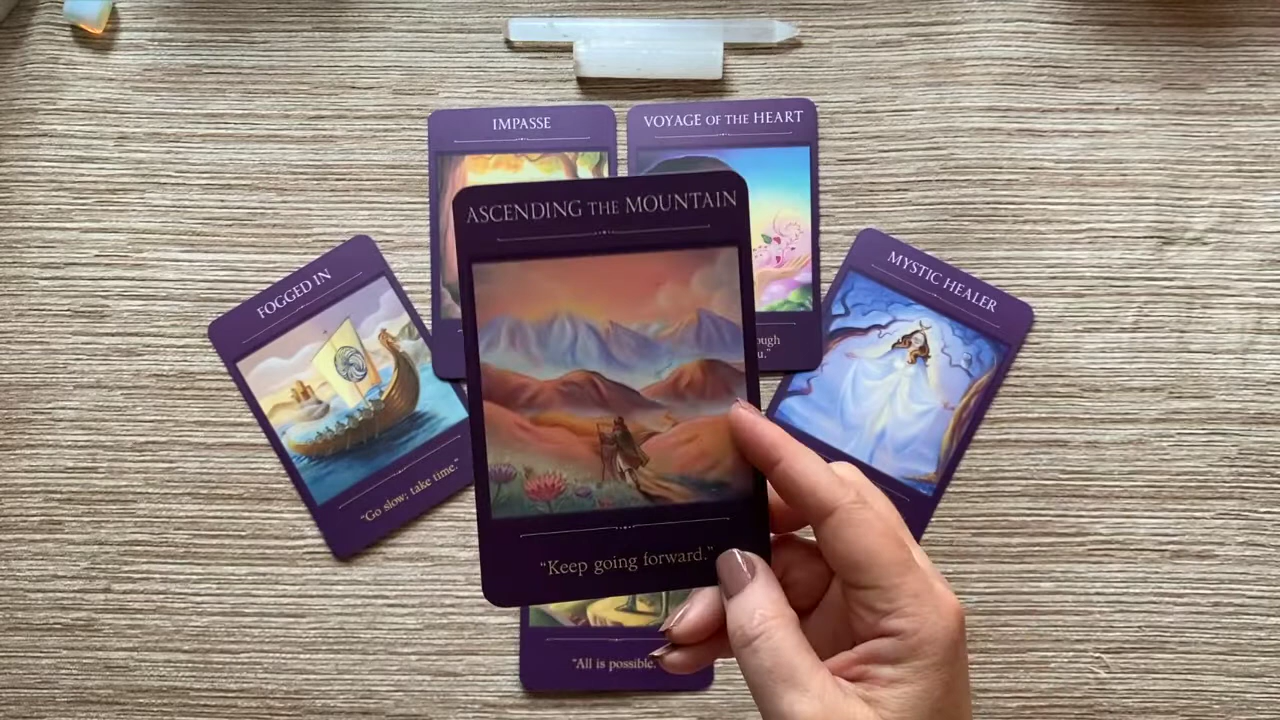 IMPASSE
VOYAGE OF THE HEART
ASCENDING THE MOUNTAIN
FOGGED IN
MYSTIC HEALER
"Go slow; take time."
"Keep going forward."
"All is possible.